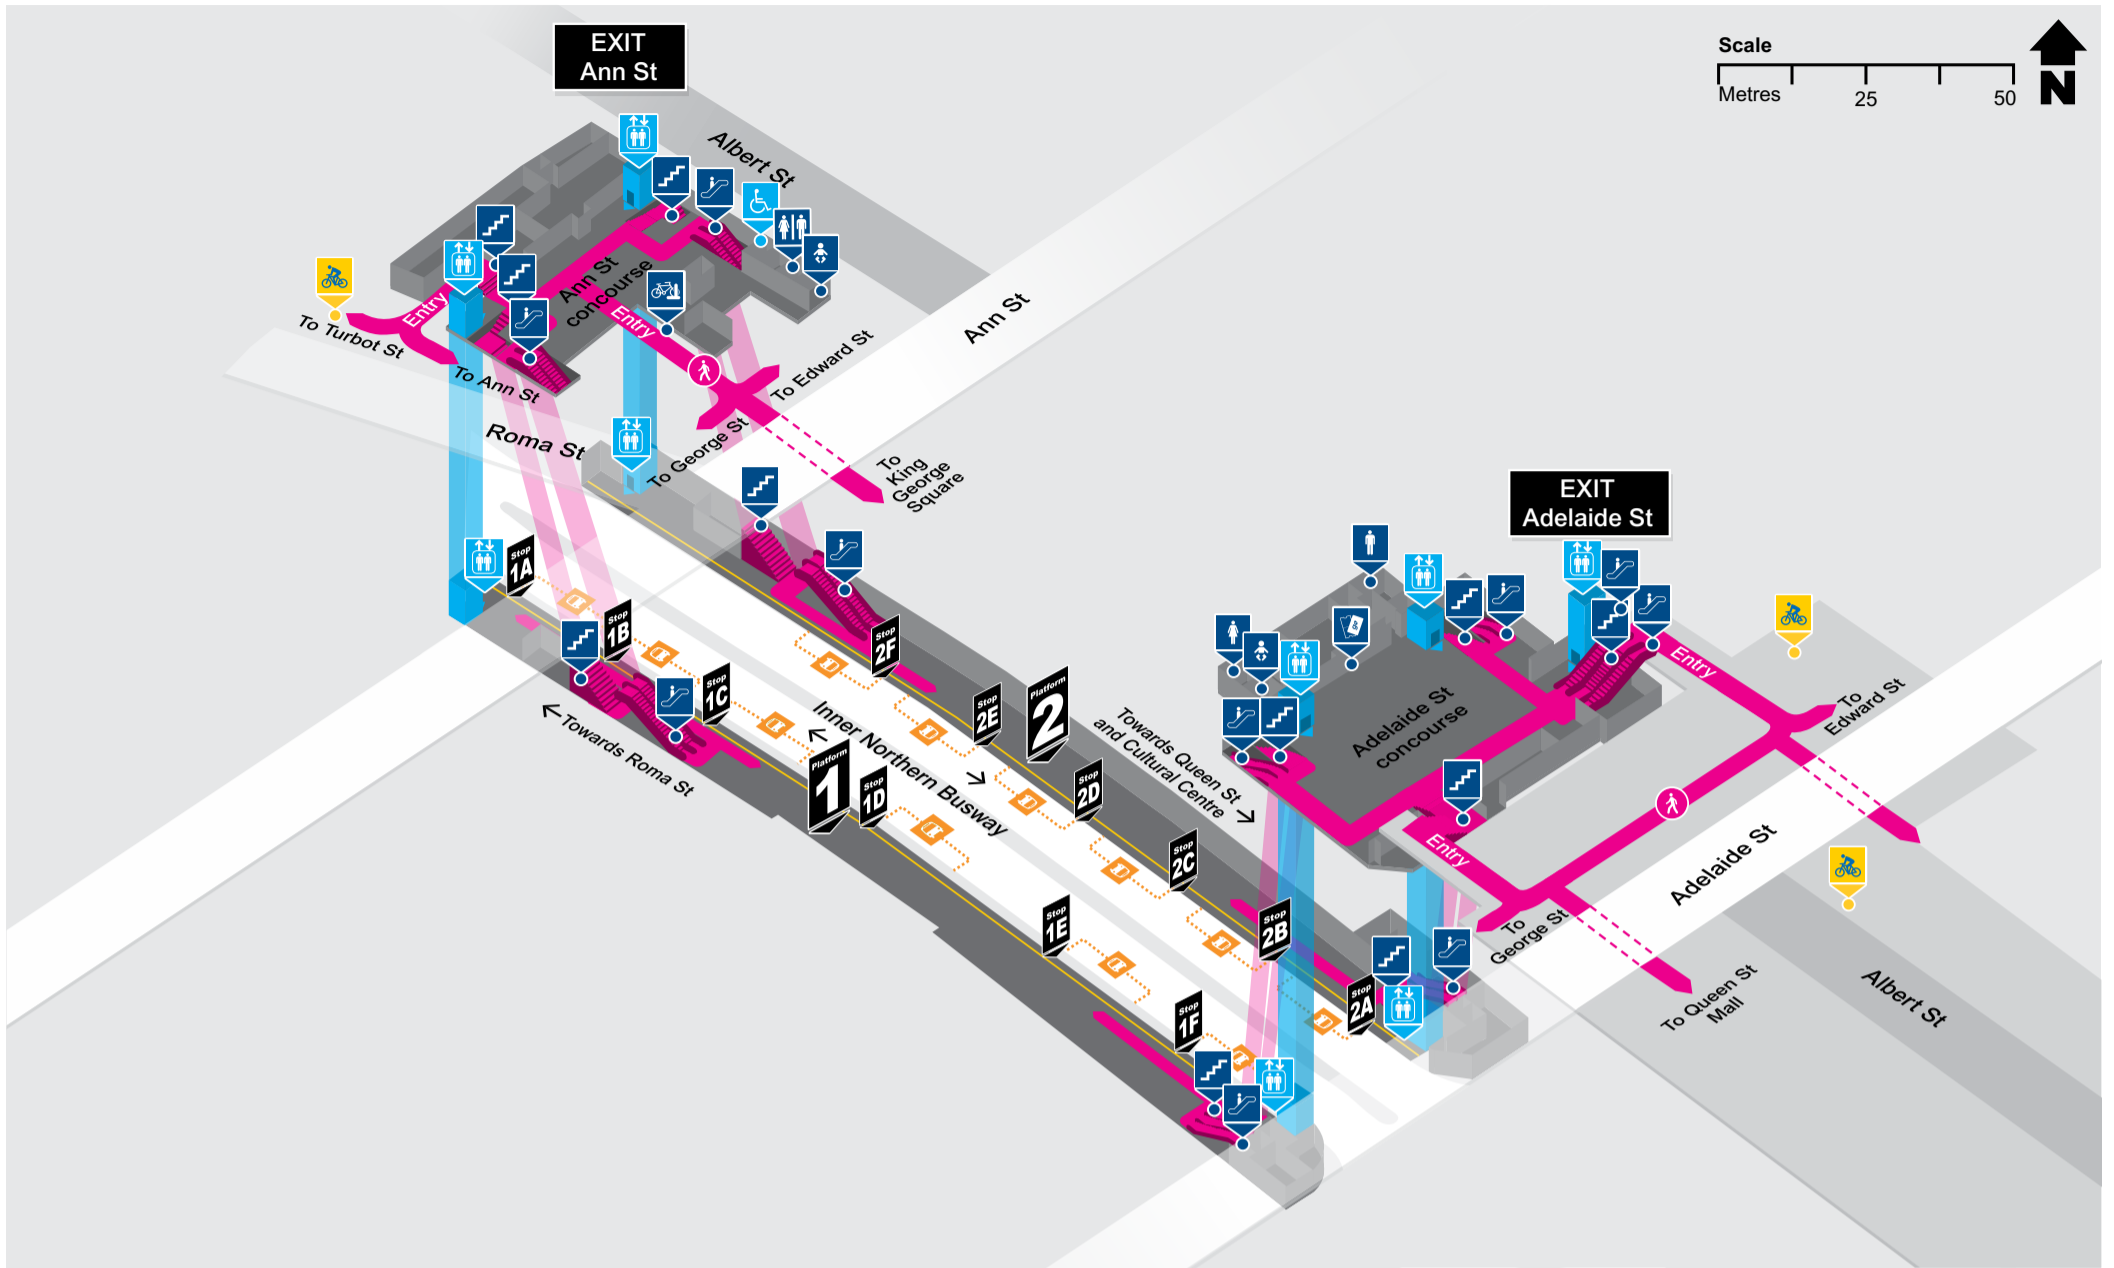 EXIT
Ann St
Scale
Metres
25
50
N
Albert St
Ann St
concourse
Entry
Entry
To Turbot St
To Ann St
Roma St
To Edward St
To George St
To
King
George
Square
Ann St
EXIT
Adelaide St
Stop
1A
Stop
1B
Stop
1C
Platform
1
Stop
1D
Stop
1E
Stop
1F
Stop
2F
Stop
2E
Platform
2
Stop
2D
Stop
2C
Stop
2B
Stop
2A
Inner Northern Busway
←Towards Roma St
Towards Queen St
and Cultural Centre →
Adelaide St
concourse
Entry
Entry
To
Edward St
To
George St
Adelaide St
To Queen St
Mall
Albert St